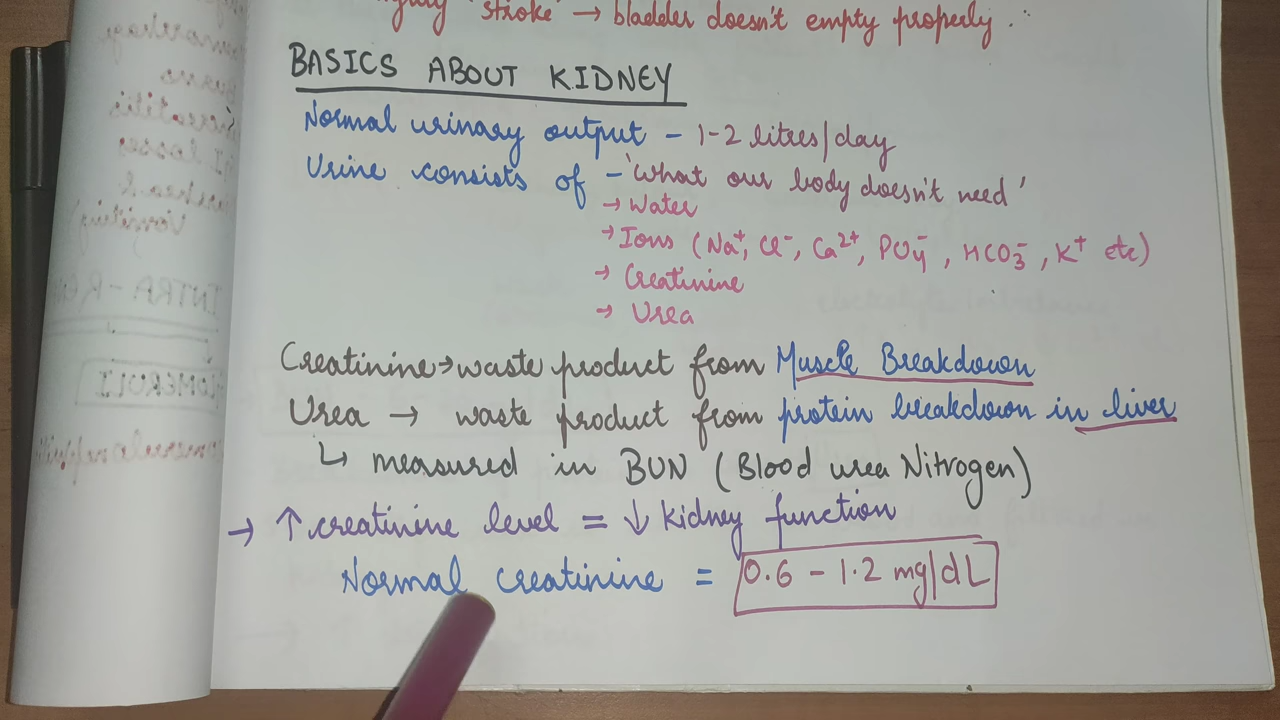 'stroke' → bladder doesn't empty properly.
BASICS ABOUT KIDNEY
Normal urinary output - 1-2 litres/day
Urine consists of - 'what our body doesn't need'
→ Water
→ Ions (Na⁺, Cl⁻, Ca²⁺, PO₄⁻, HCO₃⁻, K⁺ etc)
→ Creatinine
→ Urea
Creatinine → waste product from Muscle Breakdown
Urea → waste product from protein breakdown in liver
↳ measured in BUN (Blood urea Nitrogen)
→ ↑ creatinine level = ↓ kidney function
Normal creatinine = 0.6 - 1.2 mg/dL